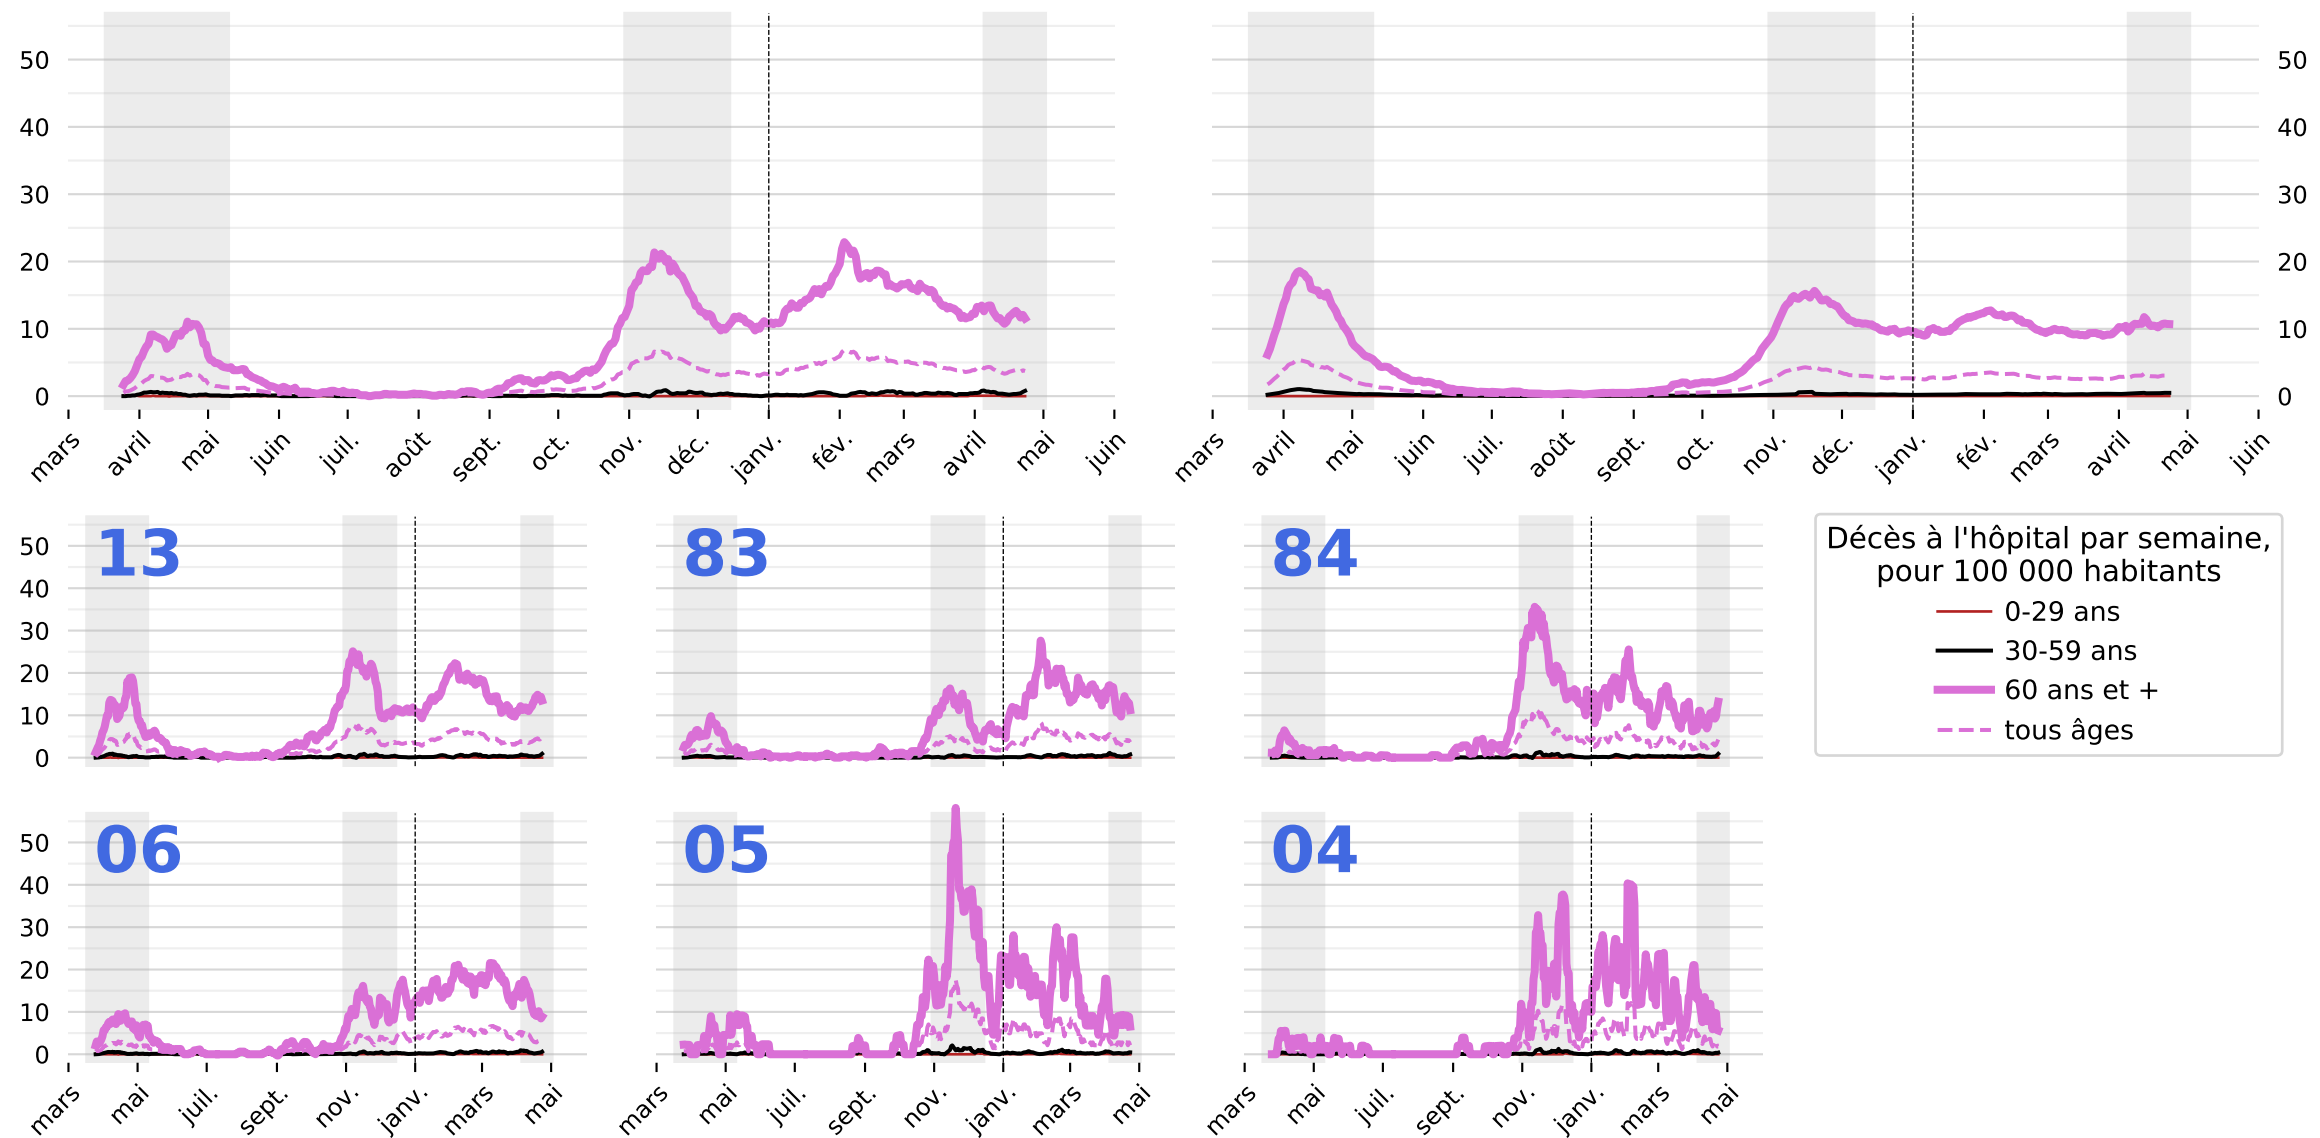 50
40
30
20
10
0
mars avril mai juin juil. août sept. oct. nov. déc. janv. fév. mars avril mai juin
50
40
30
20
10
0
mars avril mai juin juil. août sept. oct. nov. déc. janv. fév. mars avril mai juin
13
83
84
50
40
30
20
10
0
Décès à l'hôpital par semaine,
pour 100 000 habitants
0-29 ans
30-59 ans
60 ans et +
tous âges
06
05
04
50
40
30
20
10
0
mars mai juil. sept. nov. janv. mars mai
mars mai juil. sept. nov. janv. mars mai
mars mai juil. sept. nov. janv. mars mai